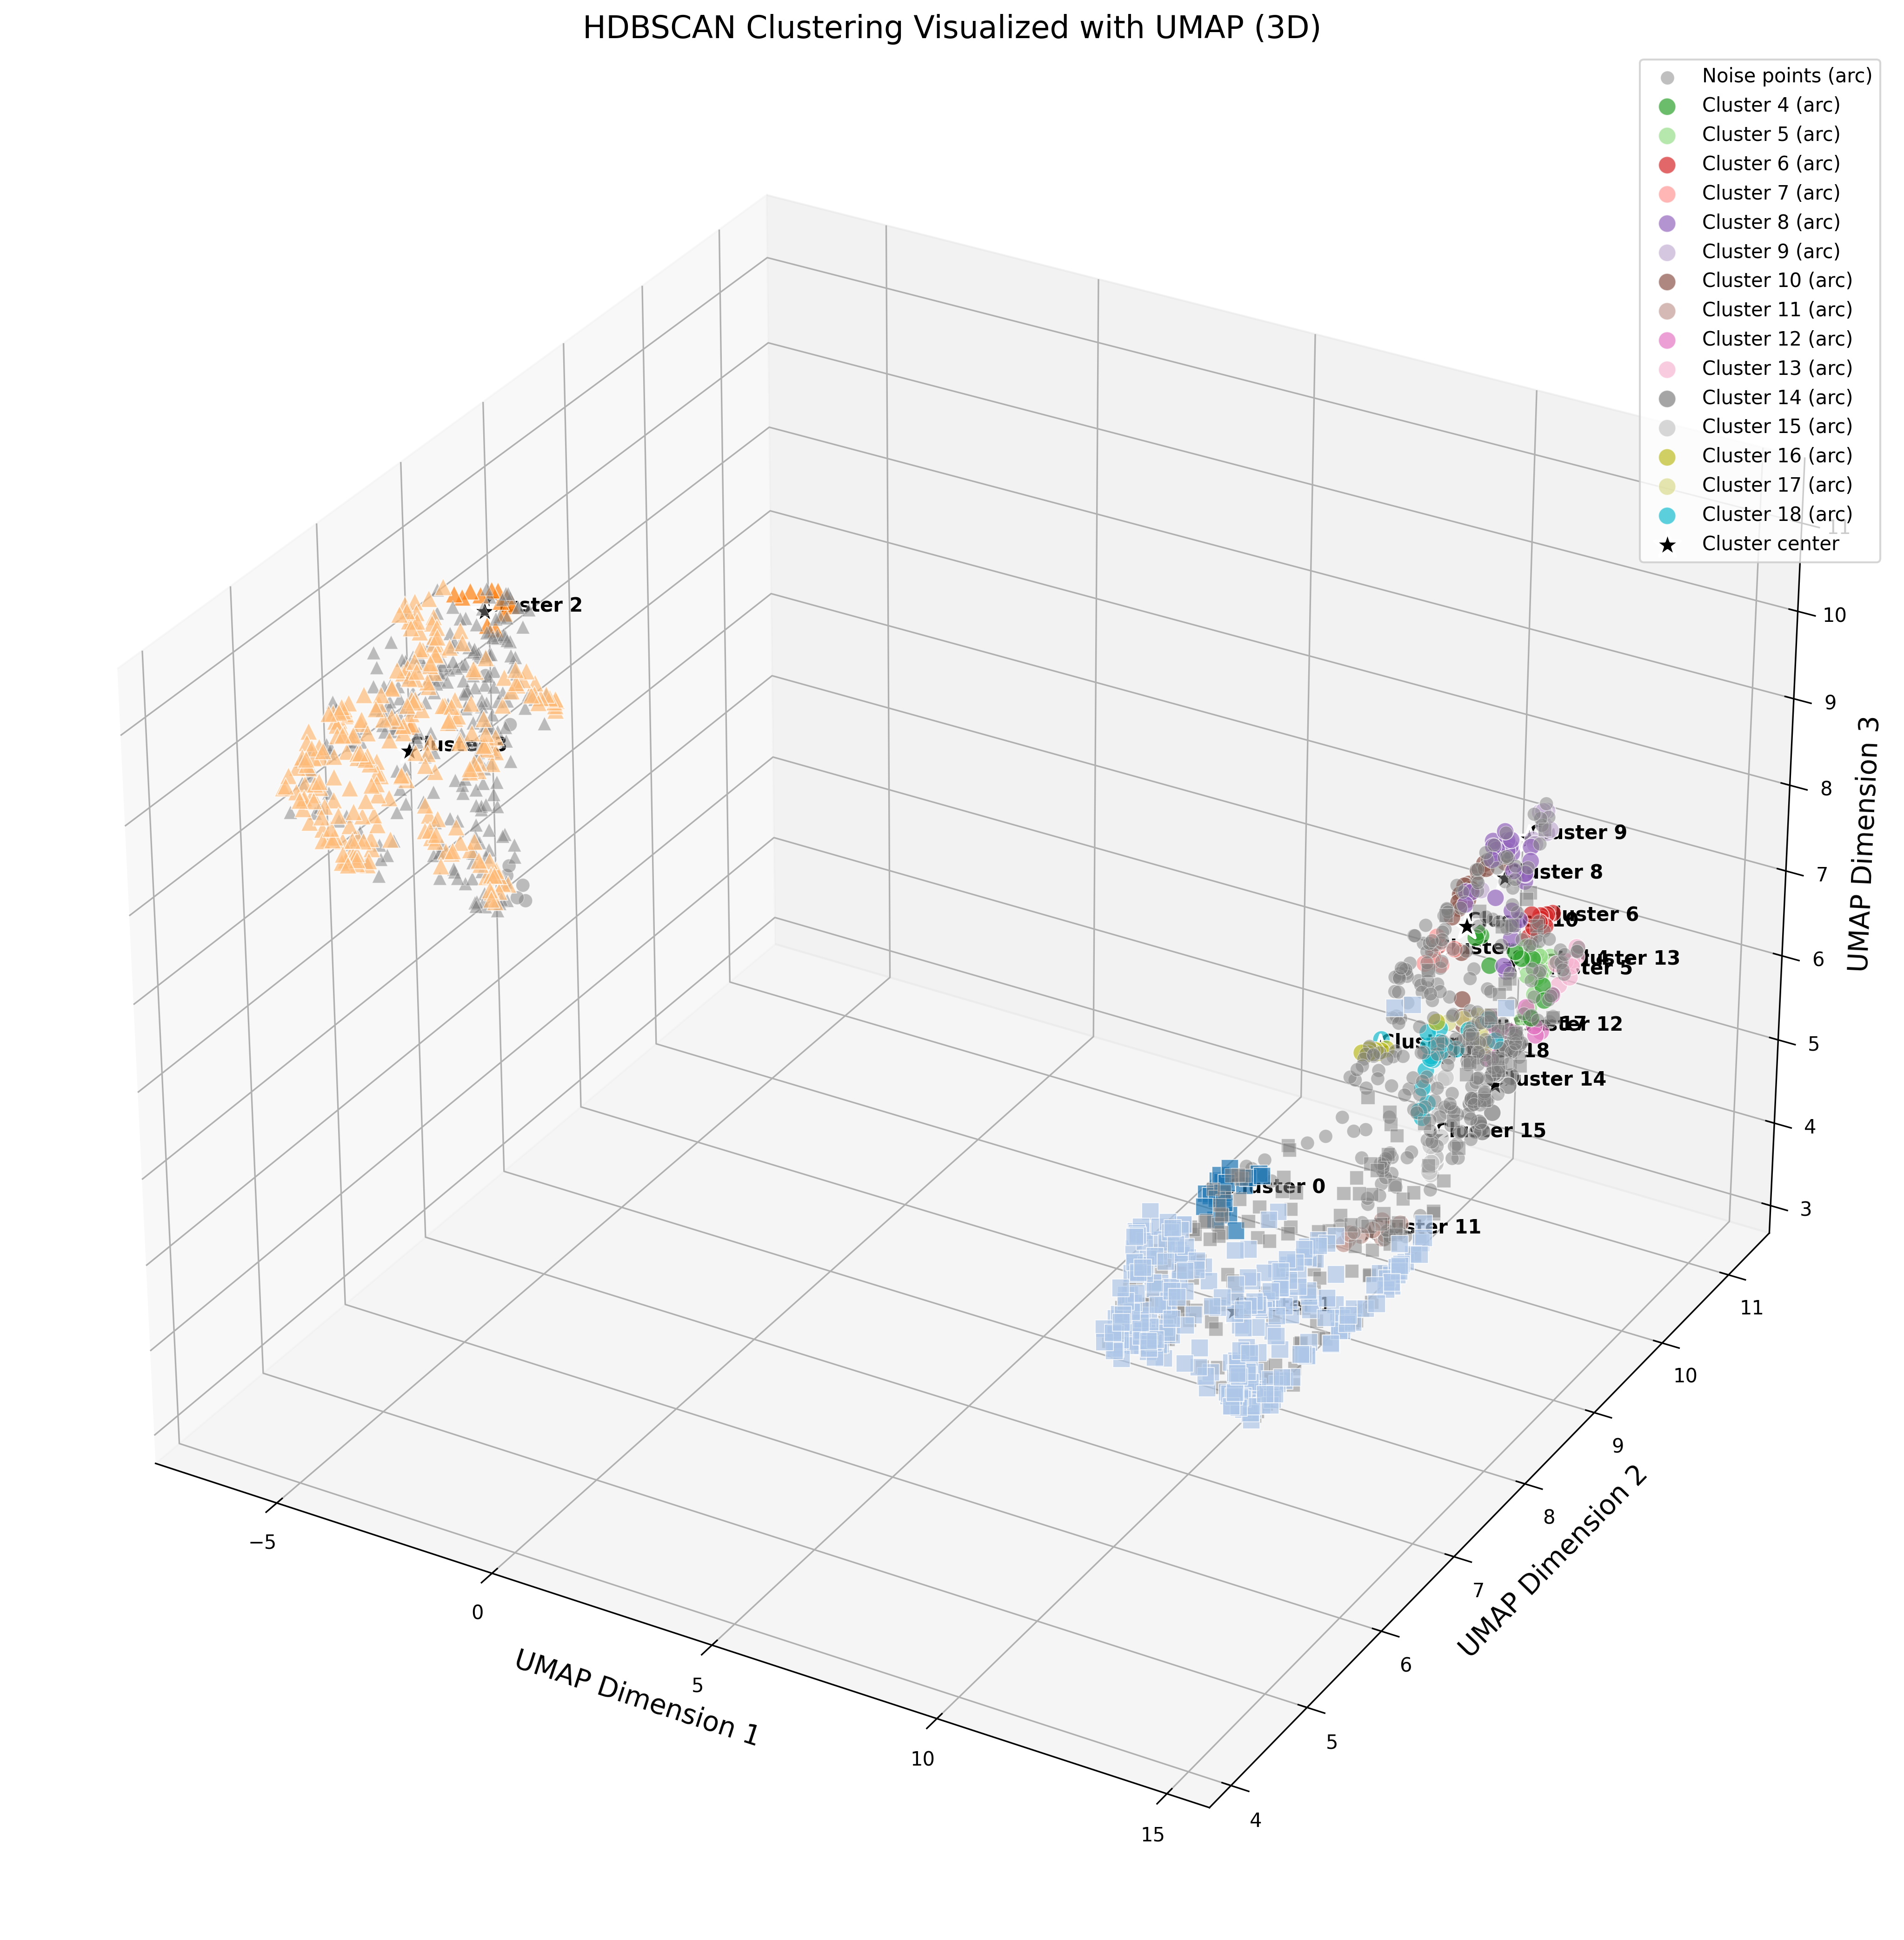 HDBSCAN Clustering Visualized with UMAP (3D)
Noise points (arc)
Cluster 4 (arc)
Cluster 5 (arc)
Cluster 6 (arc)
Cluster 7 (arc)
Cluster 8 (arc)
Cluster 9 (arc)
Cluster 10 (arc)
Cluster 11 (arc)
Cluster 12 (arc)
Cluster 13 (arc)
Cluster 14 (arc)
Cluster 15 (arc)
Cluster 16 (arc)
Cluster 17 (arc)
Cluster 18 (arc)
Cluster center
11
10
9
8
7
6
5
4
3
UMAP Dimension 3
Cluster 2
Cluster 9
Cluster 8
Cluster 6
Cluster 13
Cluster 5
Cluster 12
17
18
Cluster 14
Cluster 15
Cluster 0
Cluster 11
11
10
9
8
7
6
5
4
UMAP Dimension 2
−5
0
5
10
15
UMAP Dimension 1